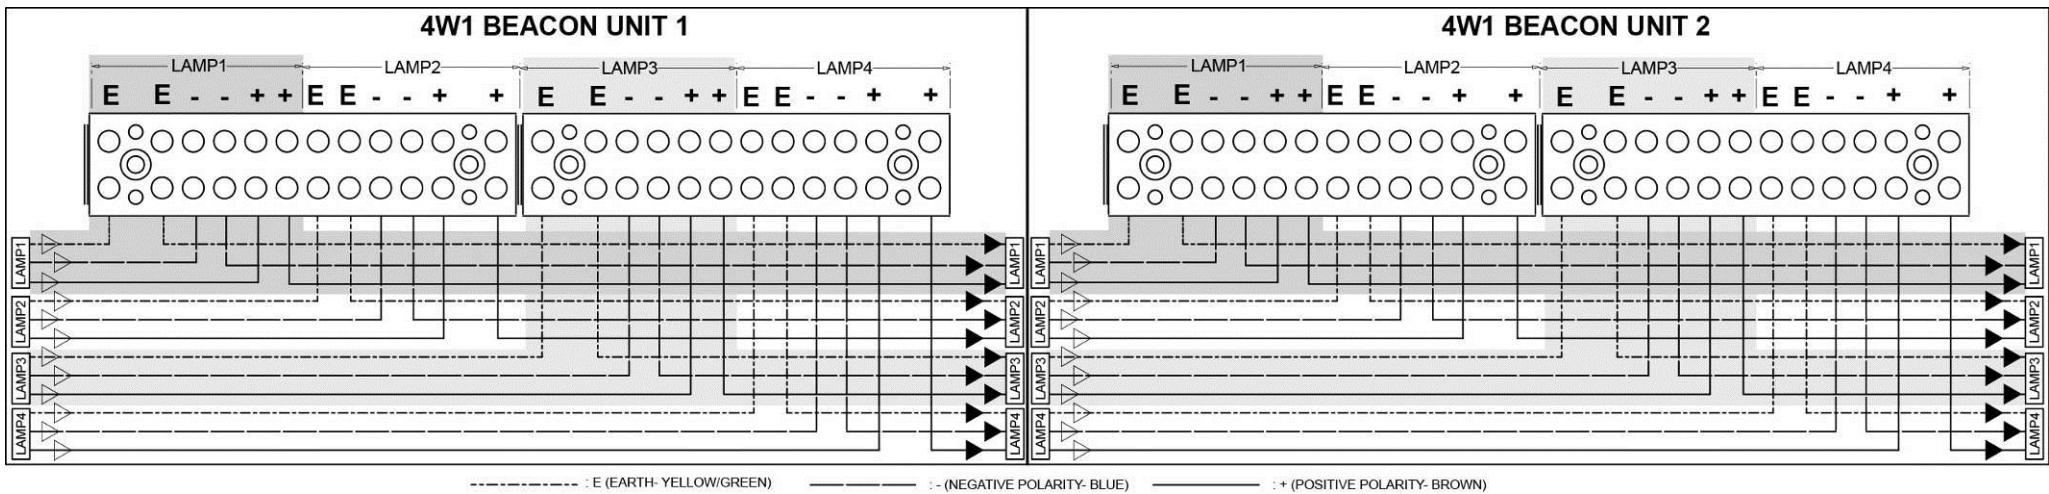 4W1 BEACON UNIT 1
LAMP1 LAMP2 LAMP3 LAMP4
E E - - + + E E - - + + E E - - + + E E - - + +
LAMP1 LAMP1
LAMP2 LAMP2
LAMP3 LAMP3
LAMP4 LAMP4
4W1 BEACON UNIT 2
LAMP1 LAMP2 LAMP3 LAMP4
E E - - + + E E - - + + E E - - + + E E - - + +
LAMP1 LAMP1
LAMP2 LAMP2
LAMP3 LAMP3
LAMP4 LAMP4
: E (EARTH- YELLOW/GREEN) : - (NEGATIVE POLARITY- BLUE) : + (POSITIVE POLARITY- BROWN)